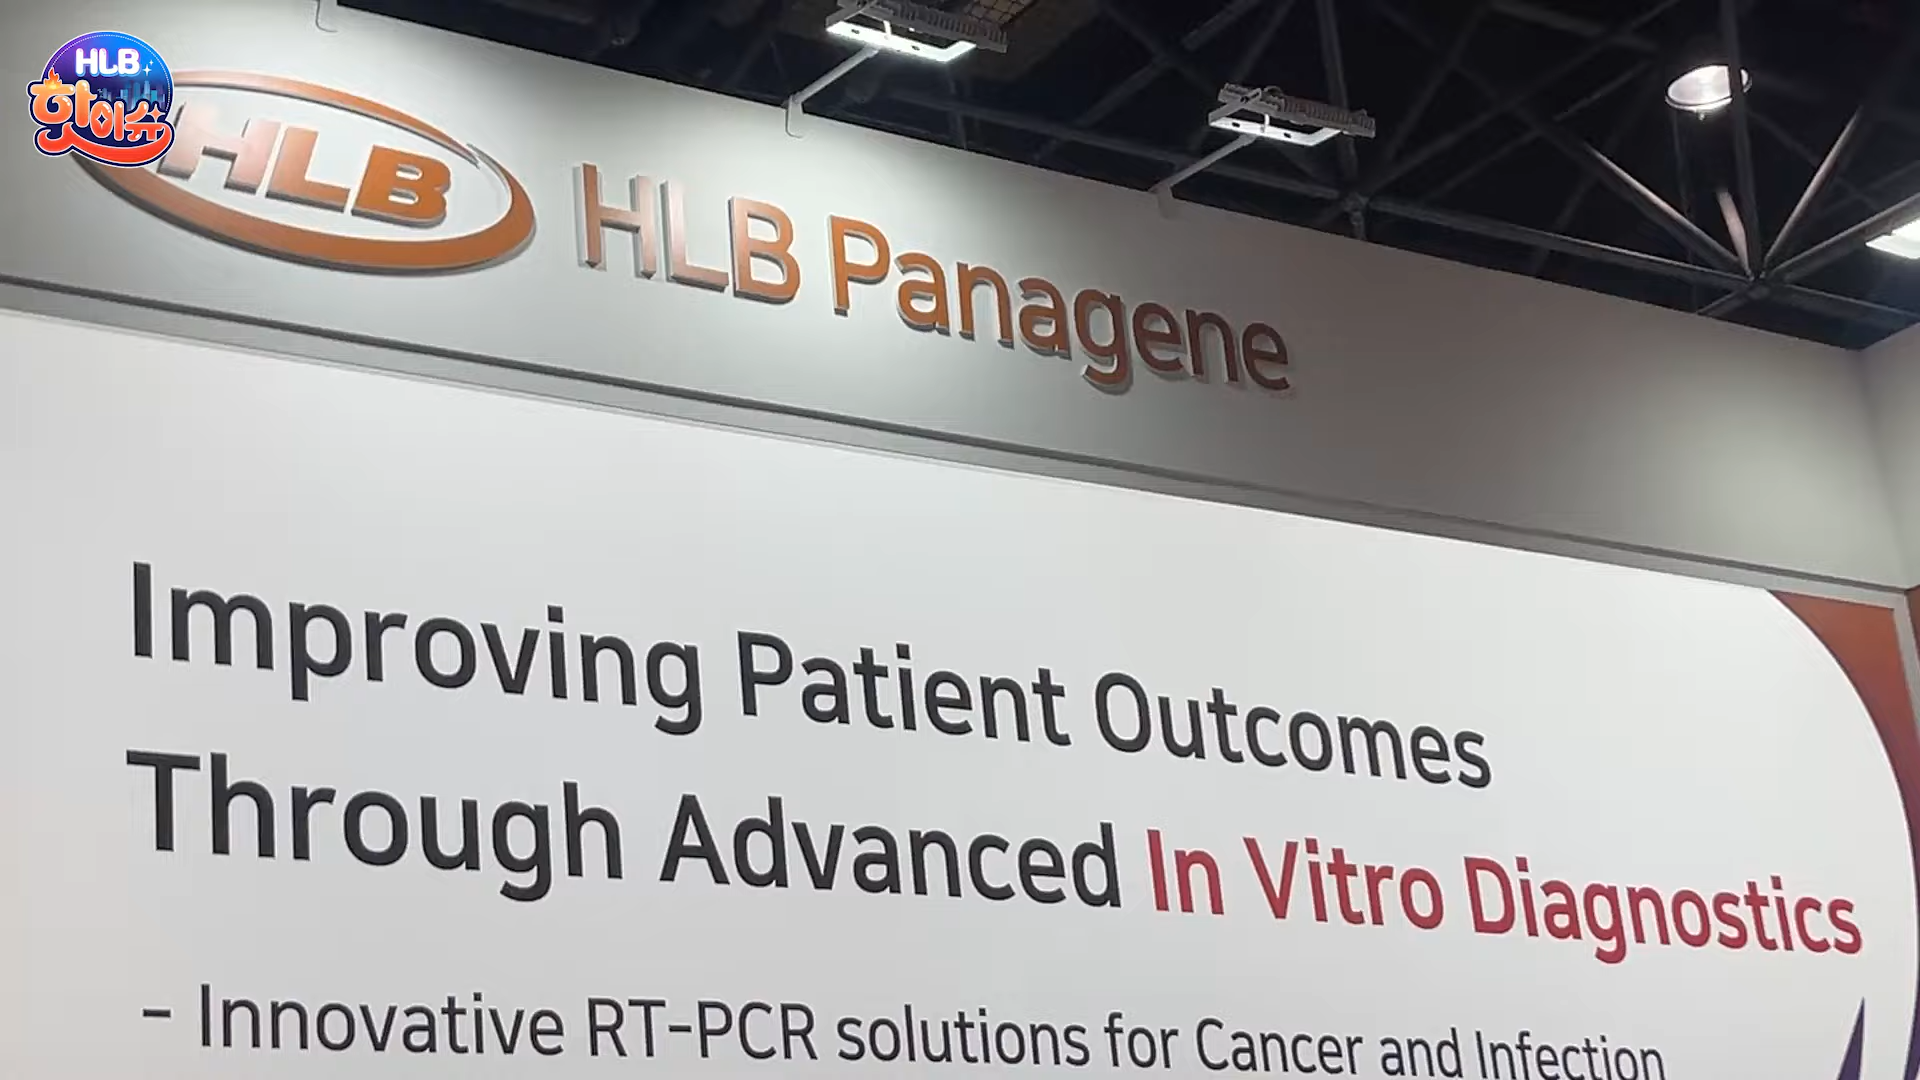 HLB
핫이슈
HLB
HLB Panagene
Improving Patient Outcomes
Through Advanced In Vitro Diagnostics
- Innovative RT-PCR solutions for Cancer and Infection